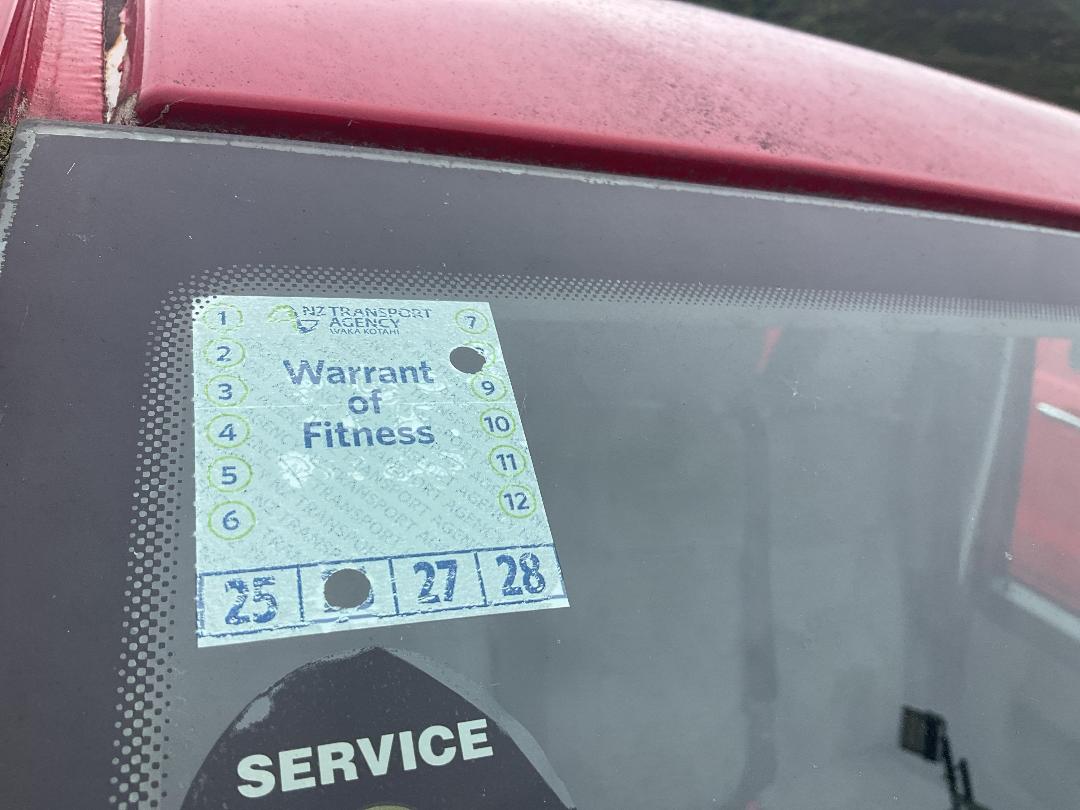 NZ TRANSPORT
AGENCY
WAKA KOTAHI
Warrant
of
Fitness
1
2
3
4
5
6
7
9
10
11
12
25
27
28
SERVICE